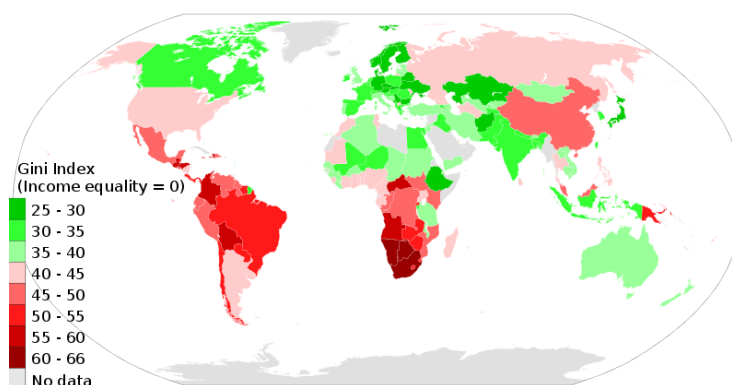 Gini Index
(Income equality = 0)
25 - 30
30 - 35
35 - 40
40 - 45
45 - 50
50 - 55
55 - 60
60 - 66
No data